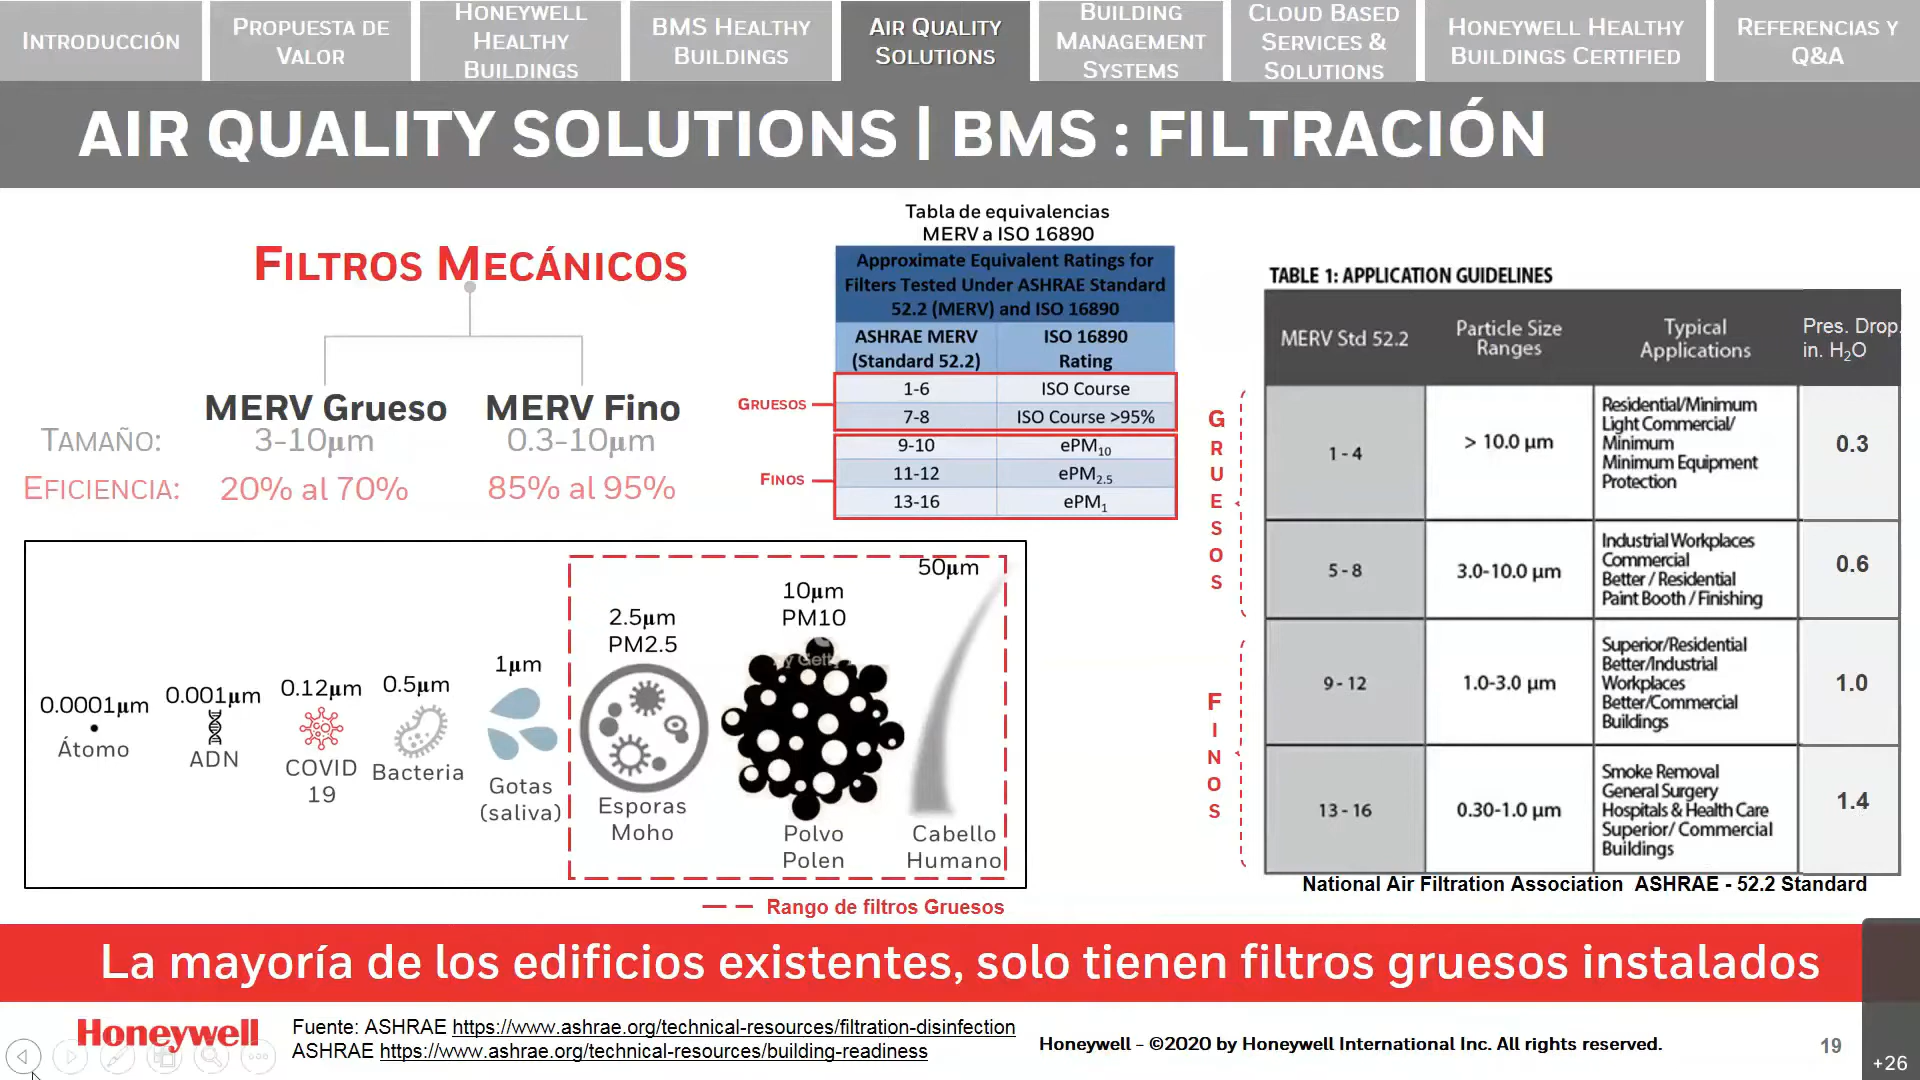 INTRODUCCIÓN
PROPUESTA DE
VALOR
HONEYWELL
HEALTHY
BUILDINGS
BMS HEALTHY
BUILDINGS
AIR QUALITY
SOLUTIONS
BUILDING
MANAGEMENT
SYSTEMS
CLOUD BASED
SERVICES &
SOLUTIONS
HONEYWELL HEALTHY
BUILDINGS CERTIFIED
REFERENCIAS Y
Q&A
AIR QUALITY SOLUTIONS | BMS : FILTRACIÓN
FILTROS MECÁNICOS
MERV Grueso
MERV Fino
TAMAÑO:
3-10µm
0.3-10µm
EFICIENCIA:
20% al 70%
85% al 95%
Tabla de equivalencias
MERV a ISO 16890
Approximate Equivalent Ratings for
Filters Tested Under ASHRAE Standard
52.2 (MERV) and ISO 16890
ASHRAE MERV
(Standard 52.2)
ISO 16890
Rating
GRUESOS
1-6 ISO Course
7-8 ISO Course >95%
FINOS
9-10 ePM10
11-12 ePM2.5
13-16 ePM1
TABLE 1: APPLICATION GUIDELINES
MERV Std 52.2
Particle Size
Ranges
Typical
Applications
Pres. Drop.
in. H2O
GRUESOS
1 - 4
> 10.0 µm
Residential/Minimum
Light Commercial/
Minimum
Minimum Equipment
Protection
0.3
5 - 8
3.0-10.0 µm
Industrial Workplaces
Commercial
Better / Residential
Paint Booth / Finishing
0.6
FINOS
9 - 12
1.0-3.0 µm
Superior/Residential
Better/Industrial
Workplaces
Better/Commercial
Buildings
1.0
13 - 16
0.30-1.0 µm
Smoke Removal
General Surgery
Hospitals & Health Care
Superior/ Commercial
Buildings
1.4
National Air Filtration Association ASHRAE - 52.2 Standard
0.0001µm
Átomo
0.001µm
ADN
0.12µm
COVID
19
0.5µm
Bacteria
1µm
Gotas
(saliva)
2.5µm
PM2.5
Esporas
Moho
10µm
PM10
Polvo
Polen
50µm
Cabello
Humano
Rango de filtros Gruesos
La mayoría de los edificios existentes, solo tienen filtros gruesos instalados
Honeywell
Fuente: ASHRAE https://www.ashrae.org/technical-resources/filtration-disinfection
ASHRAE https://www.ashrae.org/technical-resources/building-readiness
Honeywell - ©2020 by Honeywell International Inc. All rights reserved.
19
+26